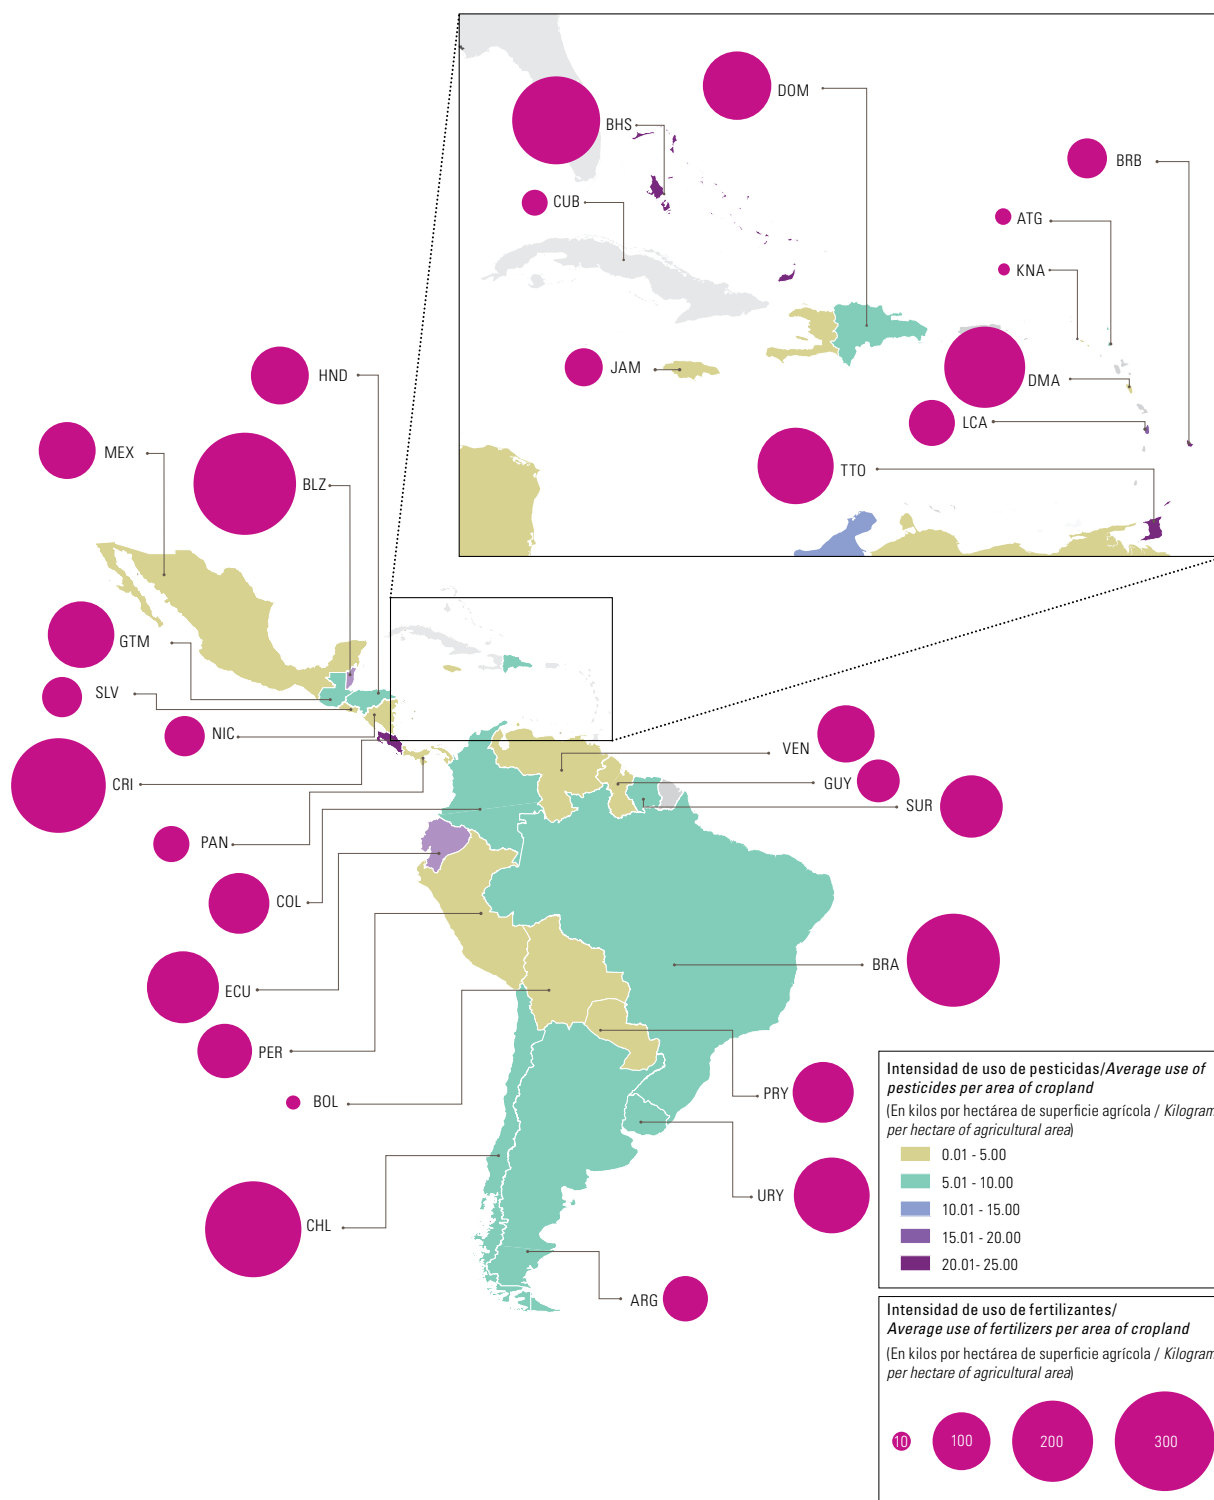 DOM
BHS
BRB
CUB
ATG
KNA
JAM
DMA
LCA
TTO
HND
MEX
BLZ
GTM
SLV
NIC
CRI
PAN
COL
ECU
PER
BOL
CHL
VEN
GUY
SUR
BRA
PRY
URY
ARG
Intensidad de uso de pesticidas/Average use of
pesticides per area of cropland
(En kilos por hectárea de superficie agrícola / Kilogram
per hectare of agricultural area)
0.01 - 5.00
5.01 - 10.00
10.01 - 15.00
15.01 - 20.00
20.01- 25.00
Intensidad de uso de fertilizantes/
Average use of fertilizers per area of cropland
(En kilos por hectárea de superficie agrícola / Kilogram
per hectare of agricultural area)
10 100 200 300